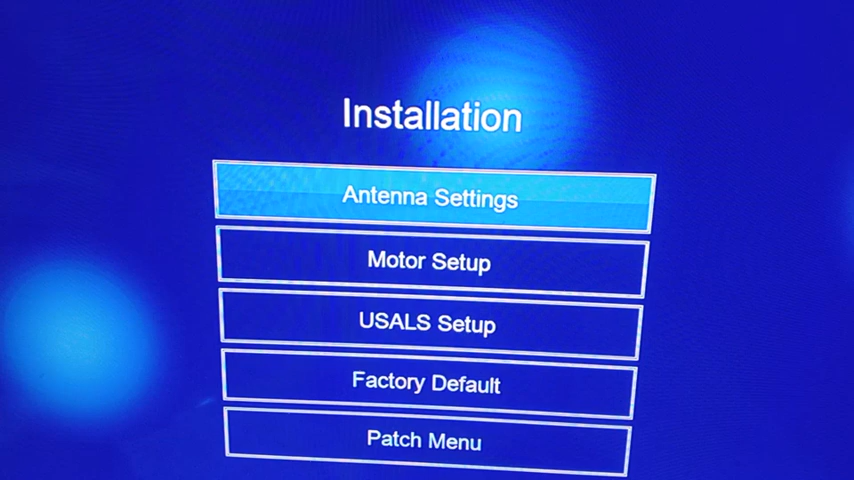 Installation
Antenna Settings
Motor Setup
USALS Setup
Factory Default
Patch Menu